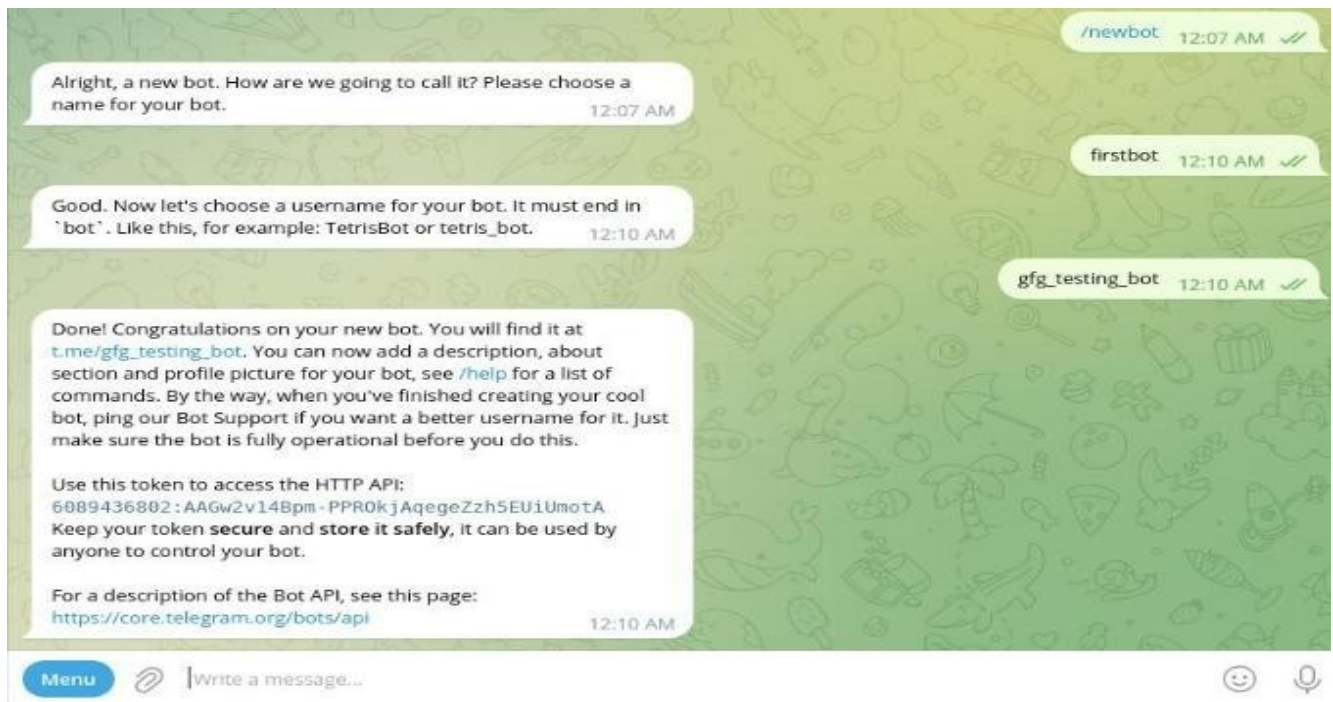 /newbot 12:07 AM
Alright, a new bot. How are we going to call it? Please choose a
name for your bot. 12:07 AM
firstbot 12:10 AM
Good. Now let's choose a username for your bot. It must end in
`bot`. Like this, for example: TetrisBot or tetris_bot. 12:10 AM
gfg_testing_bot 12:10 AM
Done! Congratulations on your new bot. You will find it at
t.me/gfg_testing_bot. You can now add a description, about
section and profile picture for your bot, see /help for a list of
commands. By the way, when you've finished creating your cool
bot, ping our Bot Support if you want a better username for it. Just
make sure the bot is fully operational before you do this.
Use this token to access the HTTP API:
6089436802:AAGw2v14Bpm-PPROkjAqegeZzh5EUiUmotA
Keep your token secure and store it safely, it can be used by
anyone to control your bot.
For a description of the Bot API, see this page:
https://core.telegram.org/bots/api 12:10 AM
Menu Write a message...